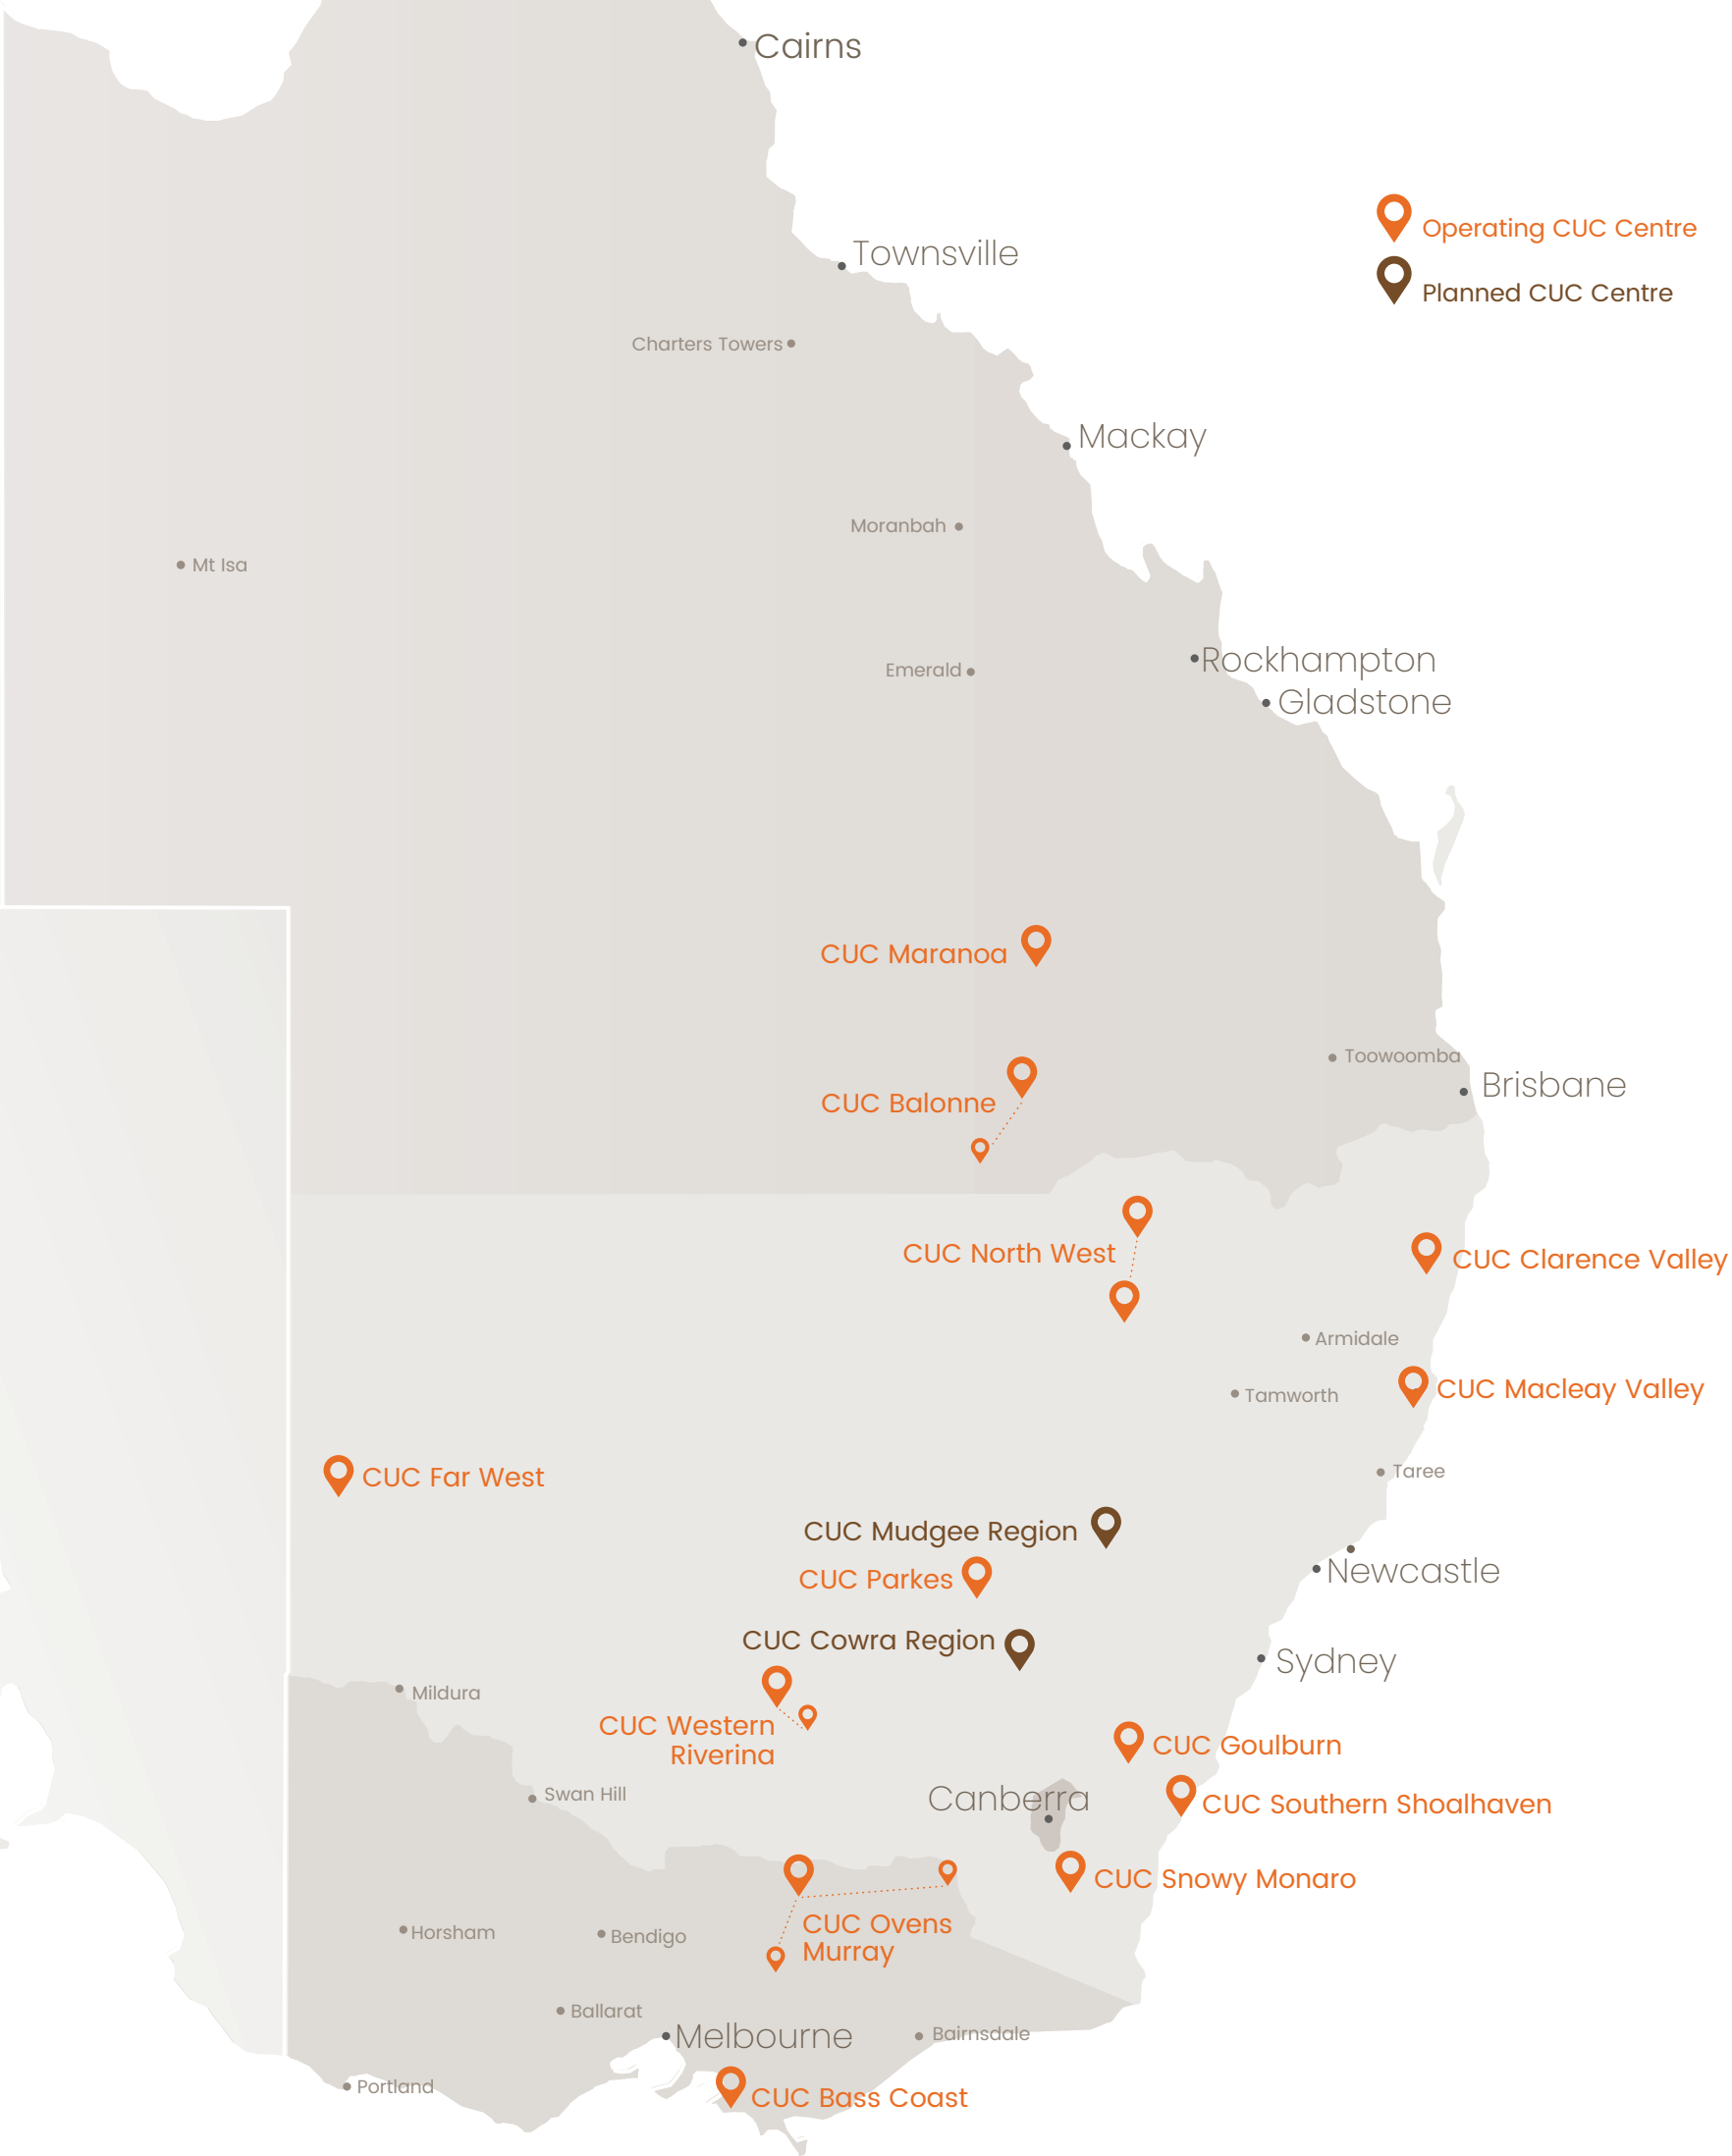 Cairns
Operating CUC Centre
Townsville
Planned CUC Centre
Charters Towers
Mackay
Moranbah
Mt Isa
Rockhampton
Emerald
Gladstone
CUC Maranoa
Toowoomba
Brisbane
CUC Balonne
CUC North West
CUC Clarence Valley
Armidale
CUC Macleay Valley
Tamworth
Taree
CUC Far West
CUC Mudgee Region
Newcastle
CUC Parkes
CUC Cowra Region
Sydney
Mildura
CUC Western
Riverina
CUC Goulburn
Swan Hill
Canberra
CUC Southern Shoalhaven
CUC Snowy Monaro
CUC Ovens
Murray
Horsham
Bendigo
Ballarat
Melbourne
Bairnsdale
Portland
CUC Bass Coast